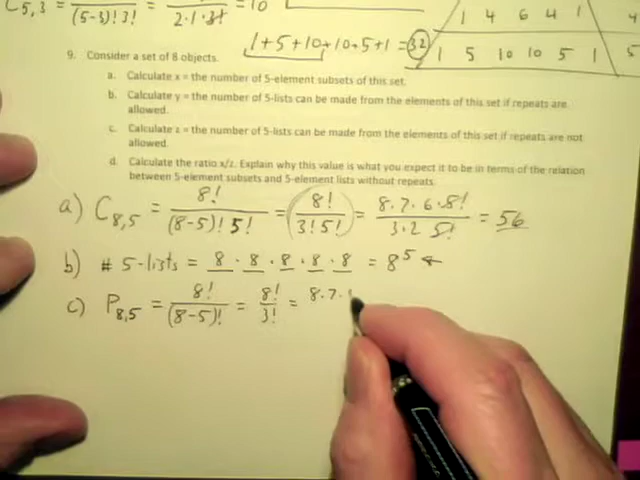 C5,3 = / (5-3)! 3! = / 2·1·3! = 10
1 4 6 4 1 4
1+5+10+10+5+1 = 32 1 5 10 10 5 1 5
9. Consider a set of 8 objects.
a. Calculate x = the number of 5-element subsets of this set.
b. Calculate y = the number of 5-lists can be made from the elements of this set if repeats are
allowed.
c. Calculate z = the number of 5-lists can be made from the elements of this set if repeats are not
allowed.
d. Calculate the ratio x/z. Explain why this value is what you expect it to be in terms of the relation
between 5-element subsets and 5-element lists without repeats.
a) C8,5 = 8! / (8-5)! 5! = (8! / 3! 5!) = 8·7·6·8! / 3·2 5! = 56
b) # 5-lists = 8 · 8 · 8 · 8 · 8 = 8^5 ←
c) P8,5 = 8! / (8-5)! = 8! / 3! = 8·7·